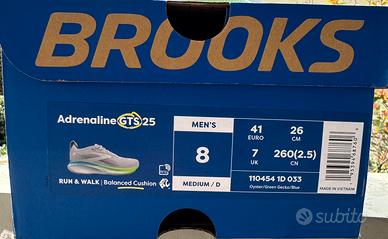 BROOKS
Adrenaline GTS 25
RUN & WALK | Balanced Cushion
MEN'S
8
MEDIUM / D
41
EURO
26
CM
7
UK
260(2.5)
CN
110454 1D 033
Oyster/Green Gecko/Blue
MADE IN VIETNAM
subito